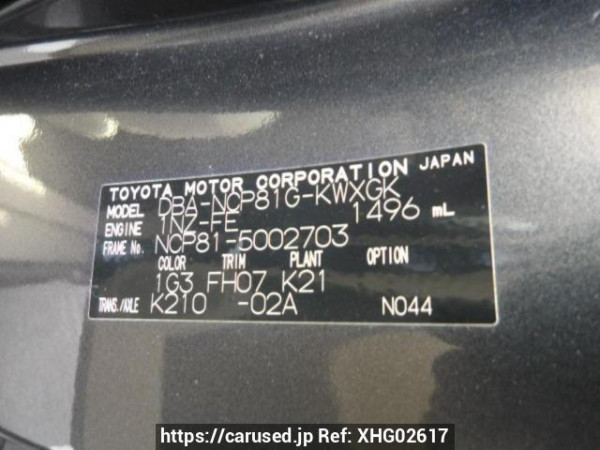 TOYOTA MOTOR CORPORATION JAPAN
MODEL DBA-NCP81G-KWXGK
ENGINE 1NZ-FE 1496 mL
FRAME No. NCP81-5002703
COLOR TRIM PLANT OPTION
1G3 FH07 K21
TRANS./AXLE K210 -02A N044
https://carused.jp Ref: XHG02617